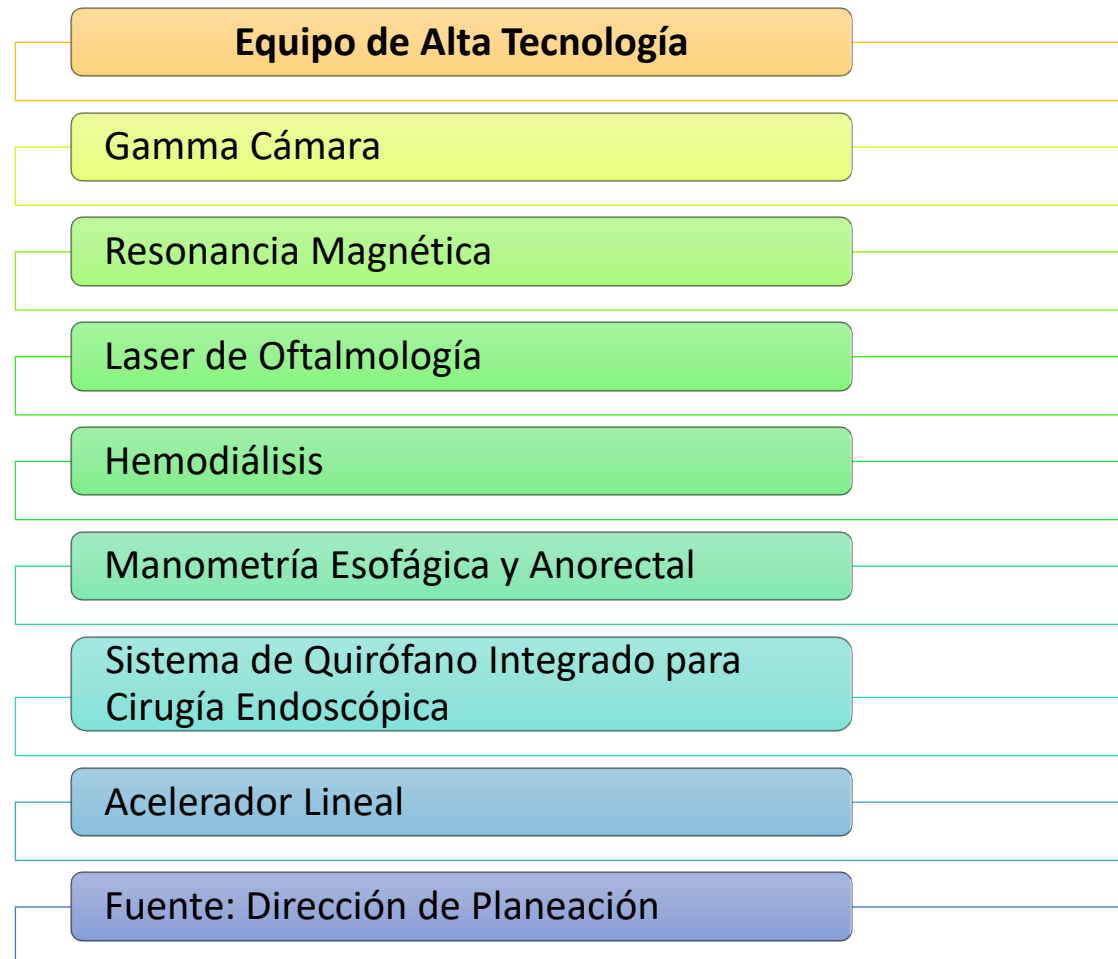 Equipo de Alta Tecnología
Gamma Cámara
Resonancia Magnética
Laser de Oftalmología
Hemodiálisis
Manometría Esofágica y Anorectal
Sistema de Quirófano Integrado para
Cirugía Endoscópica
Acelerador Lineal
Fuente: Dirección de Planeación